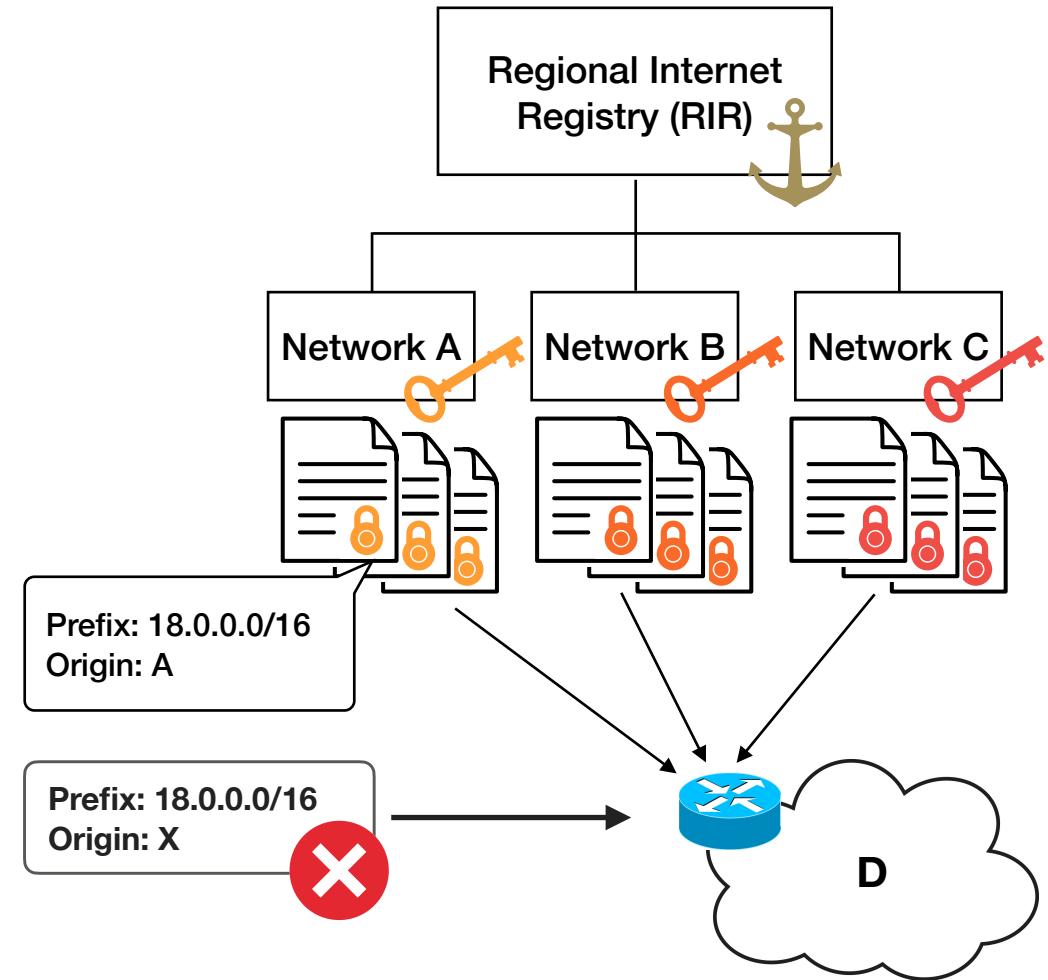 Regional Internet
Registry (RIR)
Network A
Network B
Network C
Prefix: 18.0.0.0/16
Origin: A
Prefix: 18.0.0.0/16
Origin: X
D